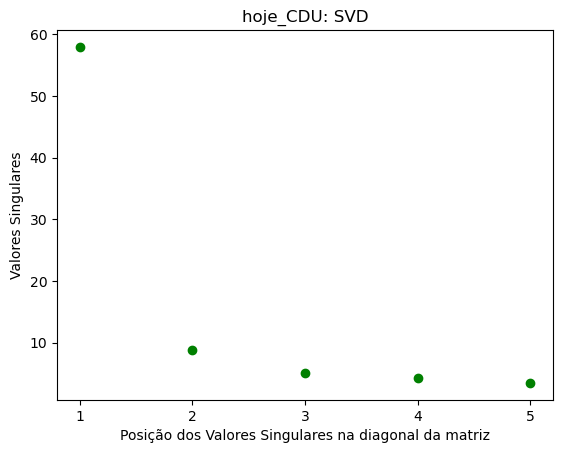 hoje_CDU: SVD
60
50
40
30
20
10
Valores Singulares
1 2 3 4 5
Posição dos Valores Singulares na diagonal da matriz